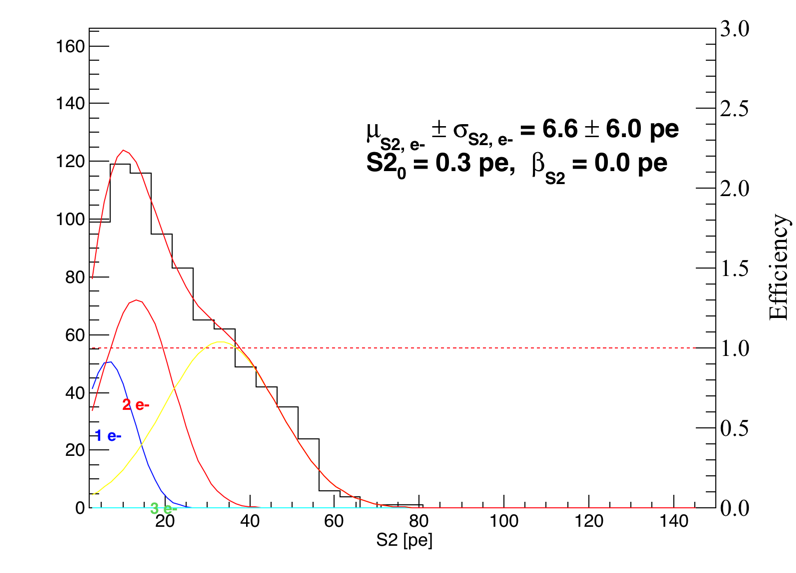 160
140
120
100
80
60
40
20
0
3.0
2.5
2.0
1.5
1.0
0.5
0.0
Efficiency
μS2, e- ± σS2, e- = 6.6 ± 6.0 pe
S20 = 0.3 pe, βS2 = 0.0 pe
2 e-
1 e-
3 e-
20 40 60 80 100 120 140
S2 [pe]